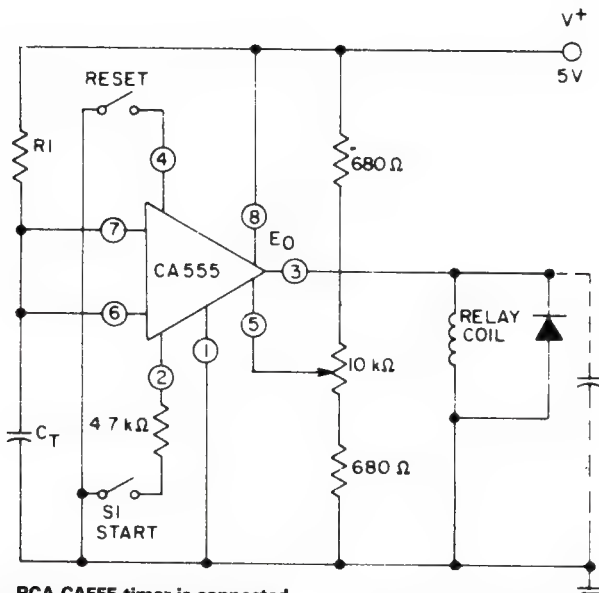 V+
5V
RESET
R1
680 Ω
4
8
7
E0
CA555
3
6
5
1
RELAY
COIL
10 kΩ
2
CT
4 7 kΩ
680 Ω
S1
START
RCA CA555 timer is connected